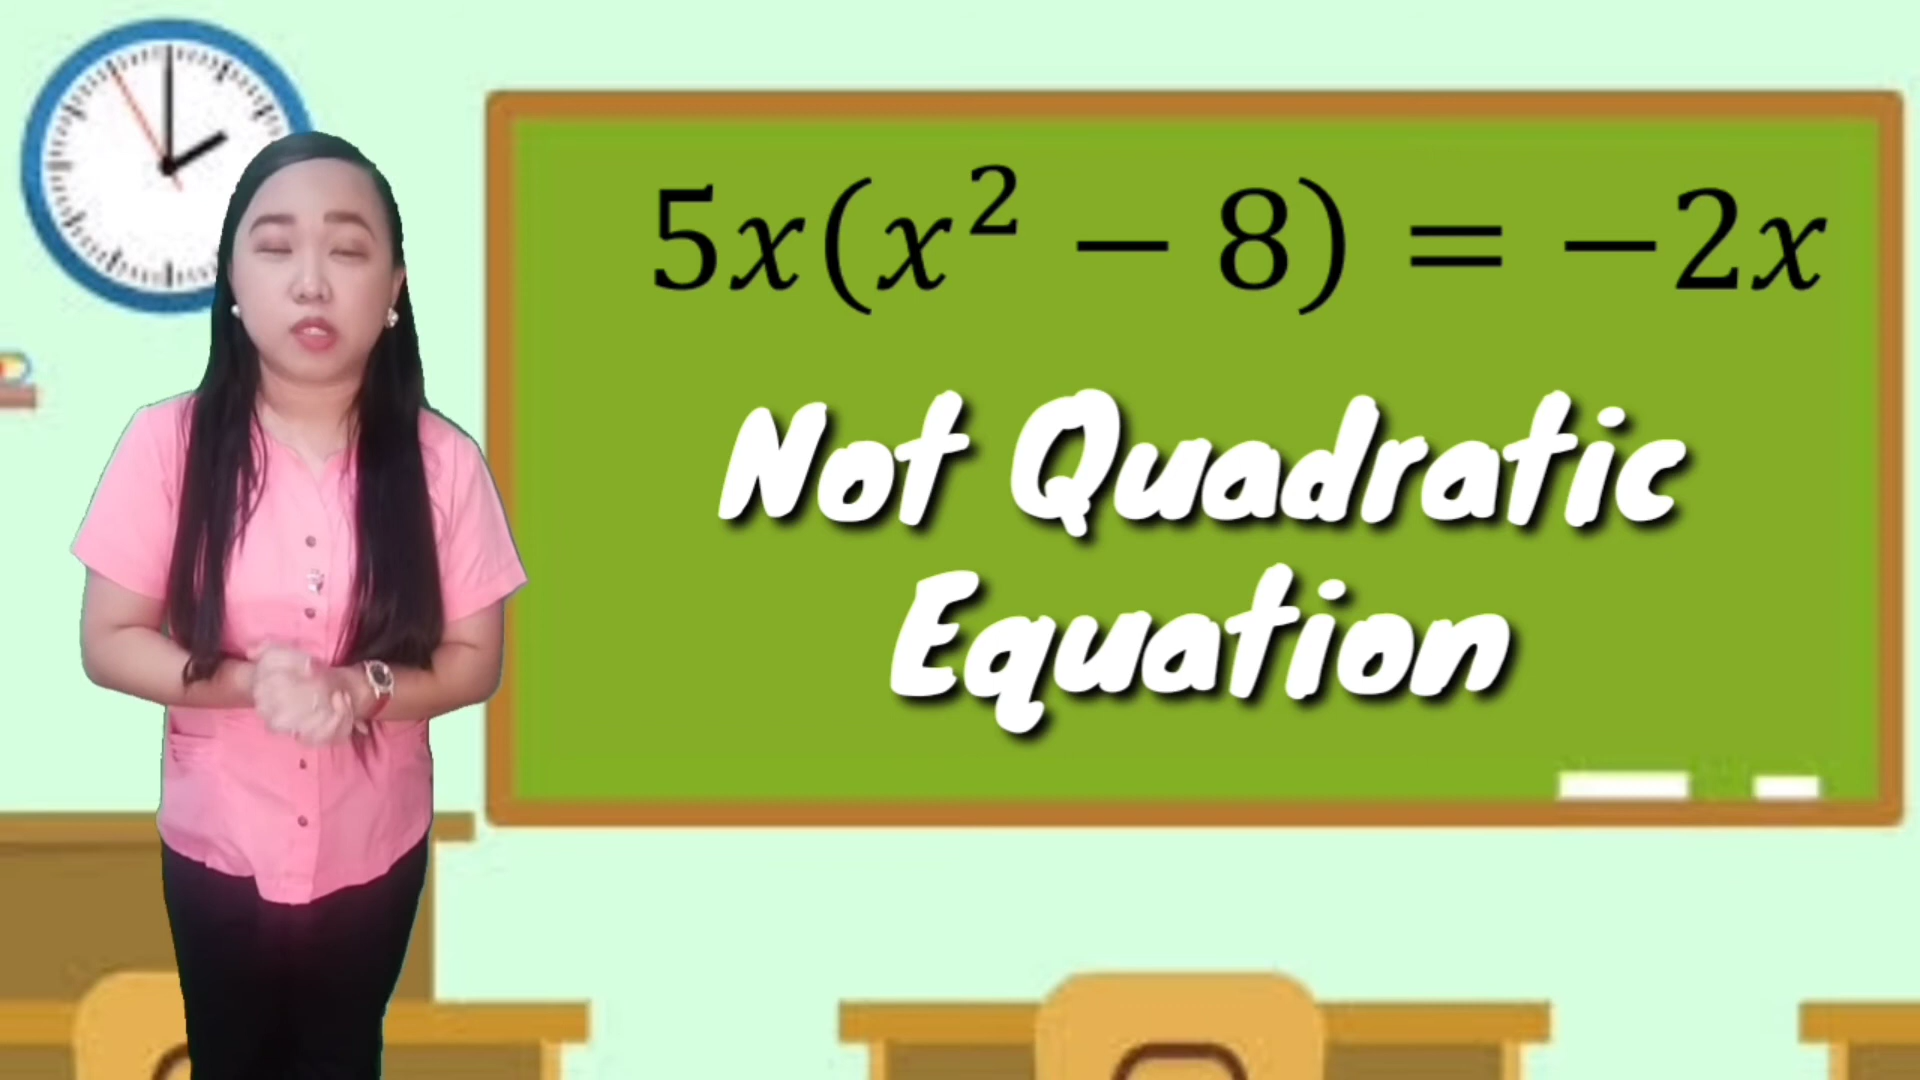 5x(x² − 8) = −2x
Not Quadratic
Equation